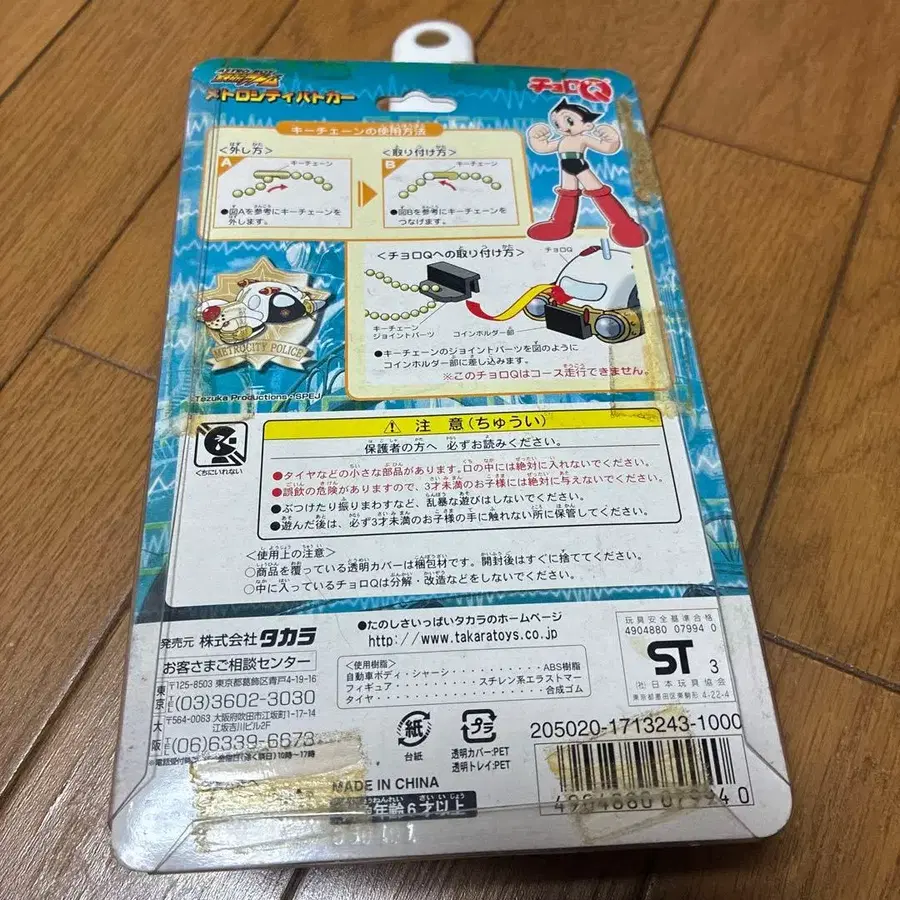 メトロシティパトカー
チョロQ
キーチェーンの使用方法
<外し方>
<取り付け方>
A
キーチェーン
B
キーチェーン
●図Aを参考にキーチェーンを
外します。
●図Bを参考にキーチェーンを
つなげます。
<チョロQへの取り付け方>
チョロQ
キーチェーン
ジョイントパーツ
コインホルダー部
●キーチェーンのジョイントパーツを図のように
コインホルダー部に差し込みます。
※このチョロQはコース走行できません。
METROCITY POLICE
Tezuka Productions・SPEJ
くちにいれない
注意(ちゅうい)
保護者の方へ 必ずお読みください。
●タイヤなどの小さな部品があります。口の中には絶対に入れないでください。
●誤飲の危険がありますので、3才未満のお子様には絶対に与えないでください。
●ぶつけたり振りまわすなど、乱暴な遊びはしないでください。
●遊んだ後は、必ず3才未満のお子様の手に触れない所に保管してください。
<使用上の注意>
○商品を覆っている透明カバーは梱包材です。開封後はすぐに捨ててください。
○中に入っているチョロQは分解・改造などをしないでください。
発売元 株式会社タカラ
お客さまご相談センター
東京
〒125-8503 東京都葛飾区青戸4-19-16
TEL (03)3602-3030
大阪
〒564-0063 大阪府吹田市江坂町1-17-14
江坂吉川ビル2F
TEL (06)6339-6673
●たのしさいっぱいタカラのホームページ
http://www.takaratoys.co.jp
<使用樹脂>
自動車ボディ・シャーシ ABS樹脂
フィギュア スチレン系エラストマー
タイヤ 合成ゴム
紙
台紙
プラ
透明カバー:PET
透明トレイ:PET
玩具安全基準合格
4904880 07994 0
ST 3
(社)日本玩具協会
東京都墨田区東駒形 4-22-4
205020-1713243-1000
MADE IN CHINA
年齢6才以上
4904880 07994 0